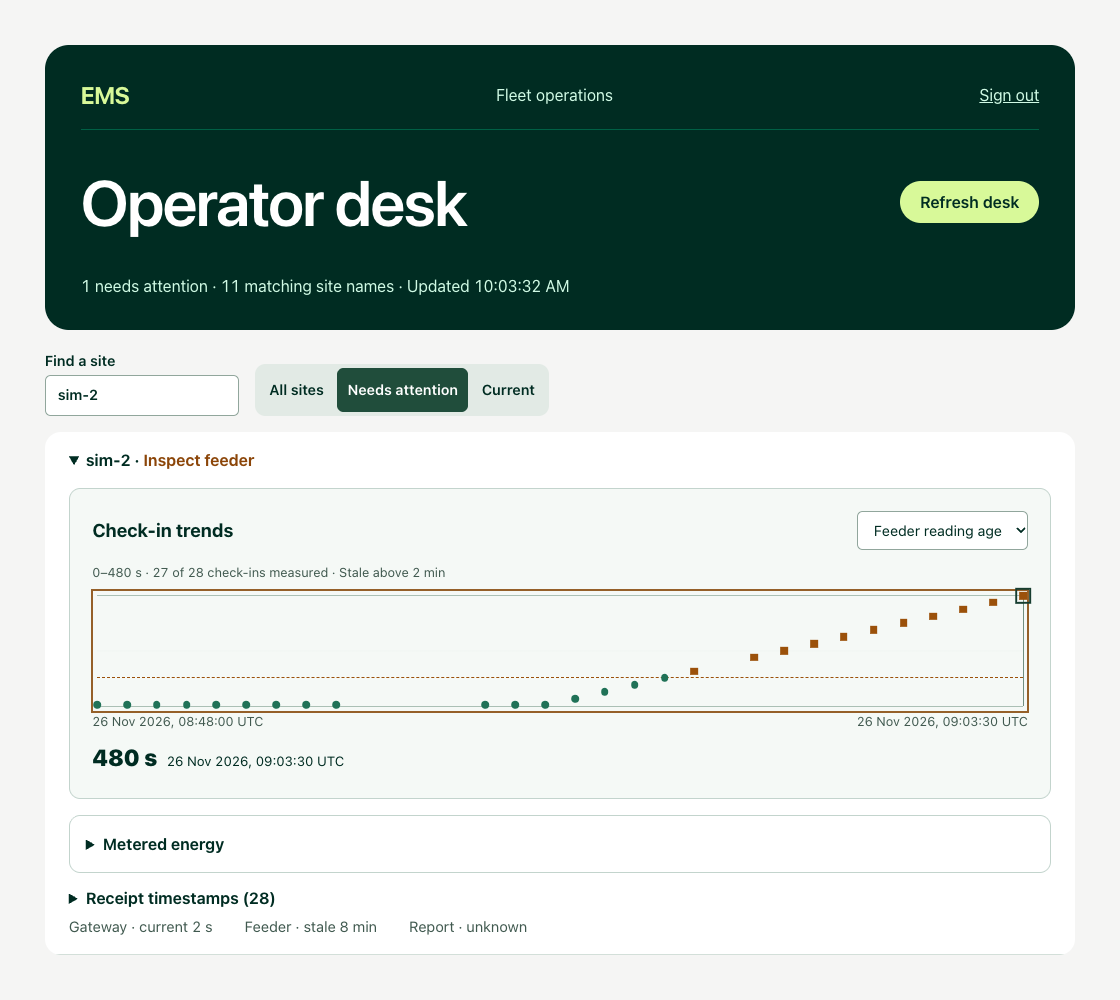 EMS
Fleet operations
Sign out
Operator desk
Refresh desk
1 needs attention · 11 matching site names · Updated 10:03:32 AM
Find a site
sim-2
All sites
Needs attention
Current
sim-2 · Inspect feeder
Check-in trends
Feeder reading age
0–480 s · 27 of 28 check-ins measured · Stale above 2 min
26 Nov 2026, 08:48:00 UTC
26 Nov 2026, 09:03:30 UTC
480 s 26 Nov 2026, 09:03:30 UTC
Metered energy
Receipt timestamps (28)
Gateway · current 2 s
Feeder · stale 8 min
Report · unknown